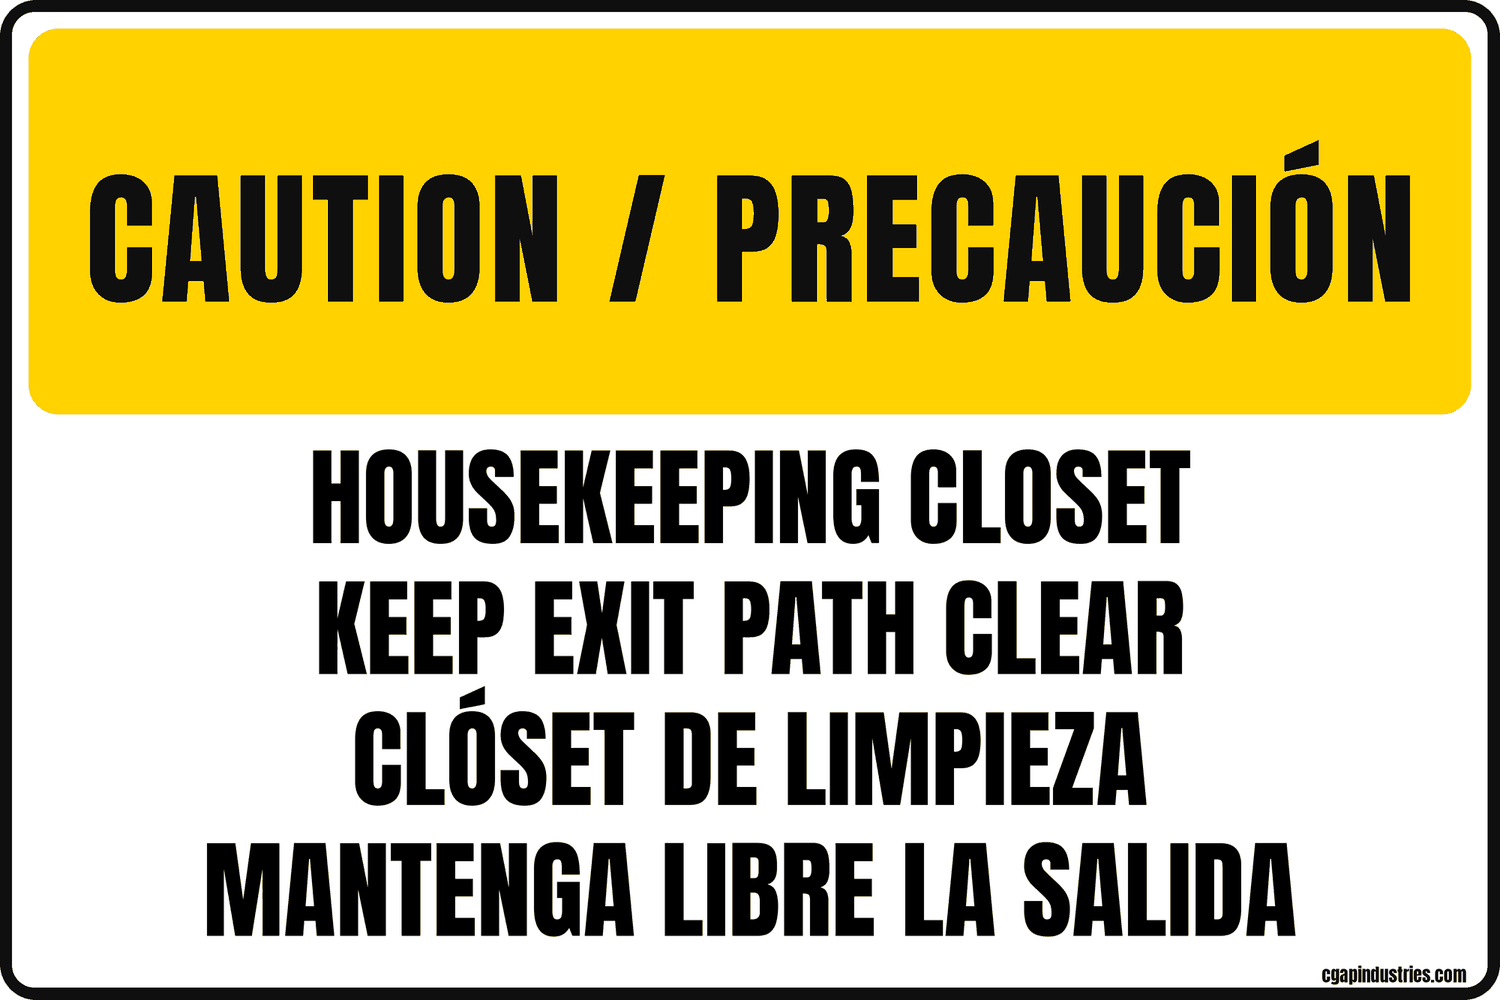 CAUTION / PRECAUCIÓN
HOUSEKEEPING CLOSET
KEEP EXIT PATH CLEAR
CLÓSET DE LIMPIEZA
MANTENGA LIBRE LA SALIDA
cgapindustries.com